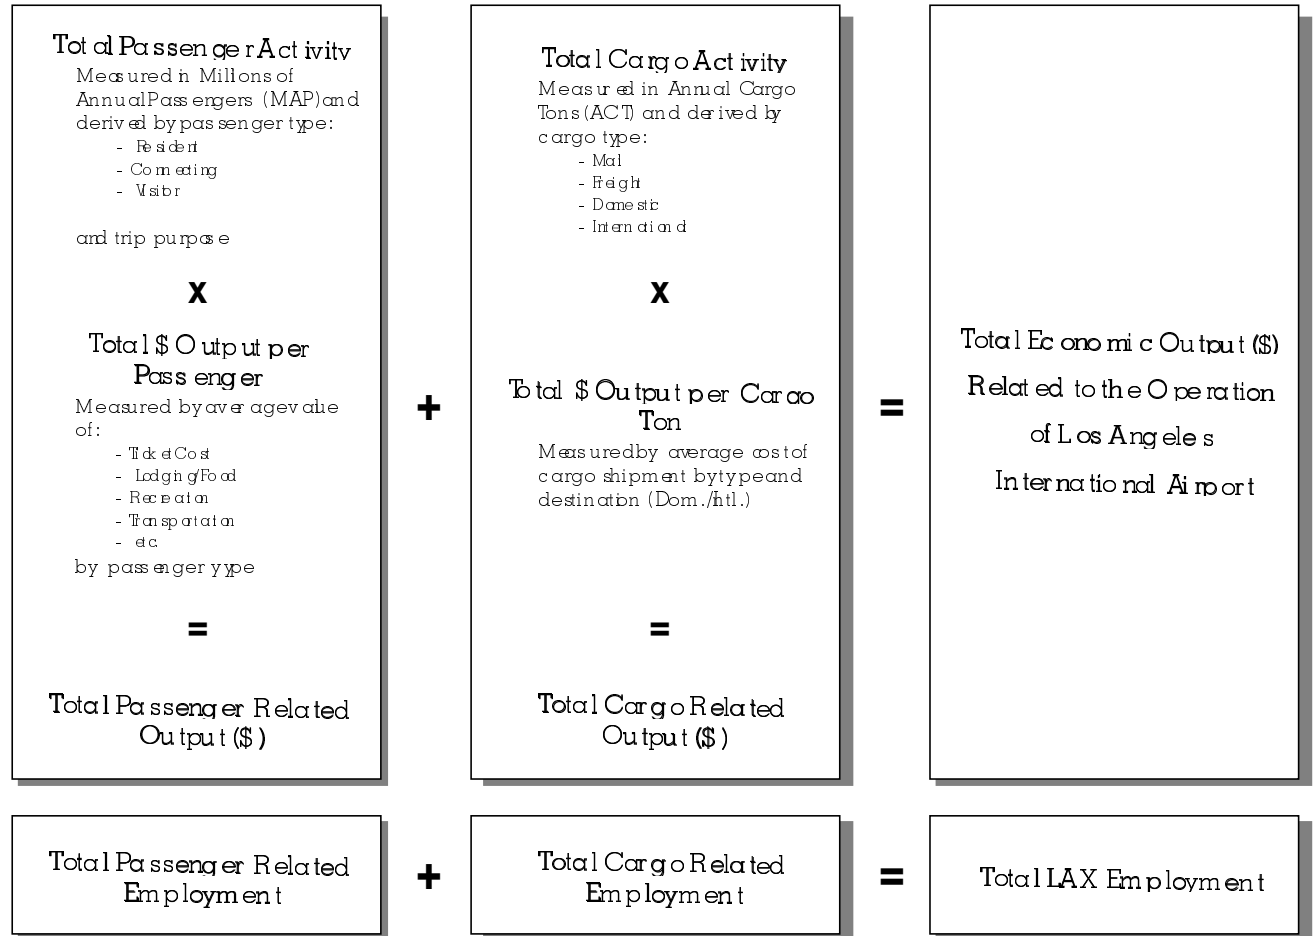 Total Passenger Activity
Measured in Millions of
Annual Passengers (MAP) and
derived by passenger type:
- Resident
- Connecting
- Visitor
and trip purpose
x
Total $ Output per
Passenger
Measured by average value
of:
- Ticket Cost
- Lodging/Food
- Recreation
- Transportation
- etc.
by passenger yype
=
Total Passenger Related
Output ($)
+
Total Cargo Activity
Measured in Annual Cargo
Tons (ACT) and derived by
cargo type:
- Mail
- Freight
- Domestic
- International
x
Total $ Output per Cargo
Ton
Measured by average cost of
cargo shipment by type and
destination (Dom./Intl.)
=
Total Cargo Related
Output ($)
=
Total Economic Output ($)
Related to the Operation
of Los Angeles
International Airport
Total Passenger Related
Employment
+
Total Cargo Related
Employment
=
Total LAX Employment